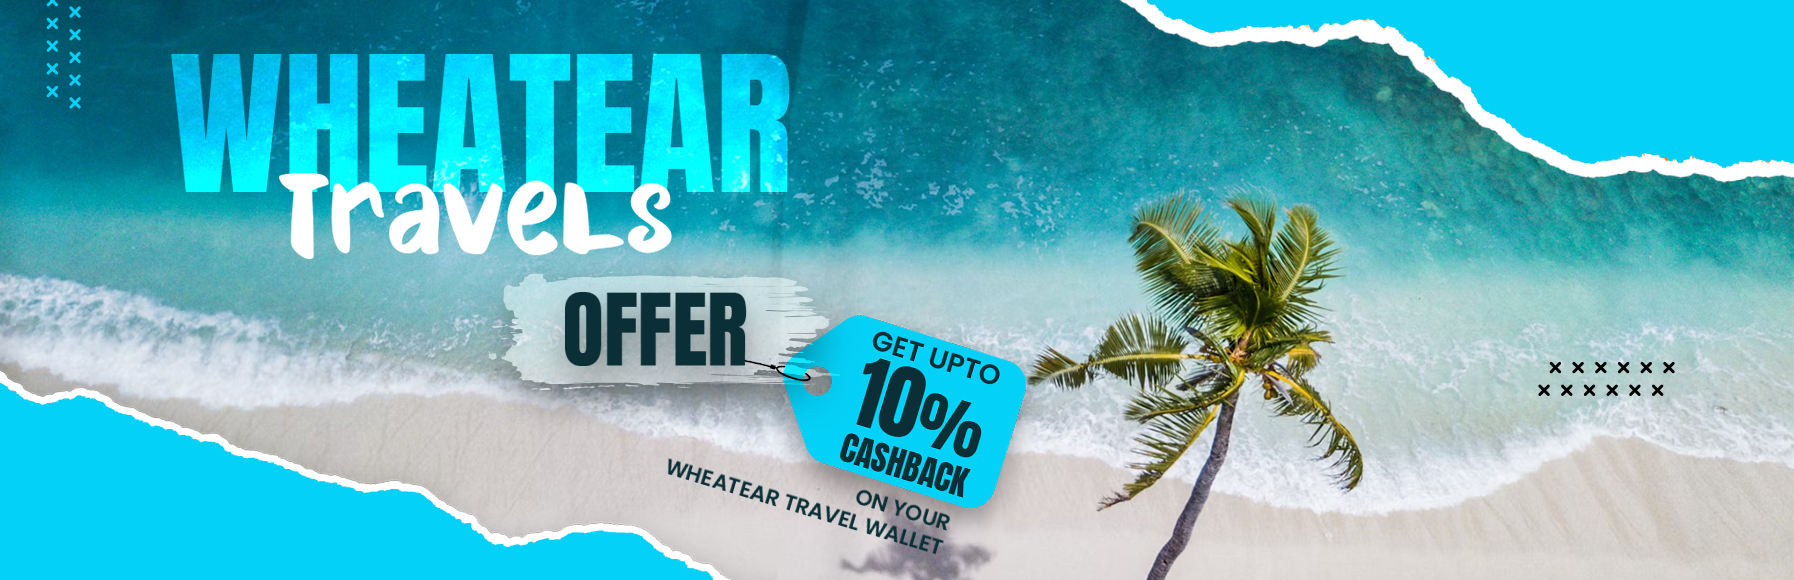 WHEATEAR
Travels
OFFER
GET UPTO
10%
CASHBACK
ON YOUR
WHEATEAR TRAVEL WALLET